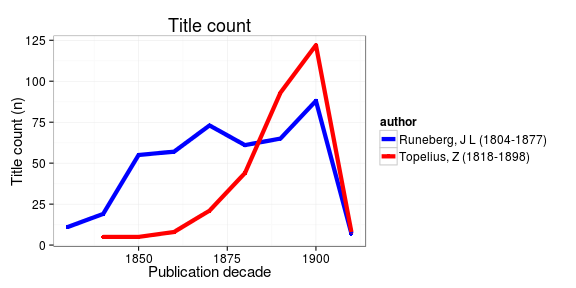 Title count
125
100
75
50
25
0
Title count (n)
1850
1875
1900
Publication decade
author
Runeberg, J L (1804-1877)
Topelius, Z (1818-1898)